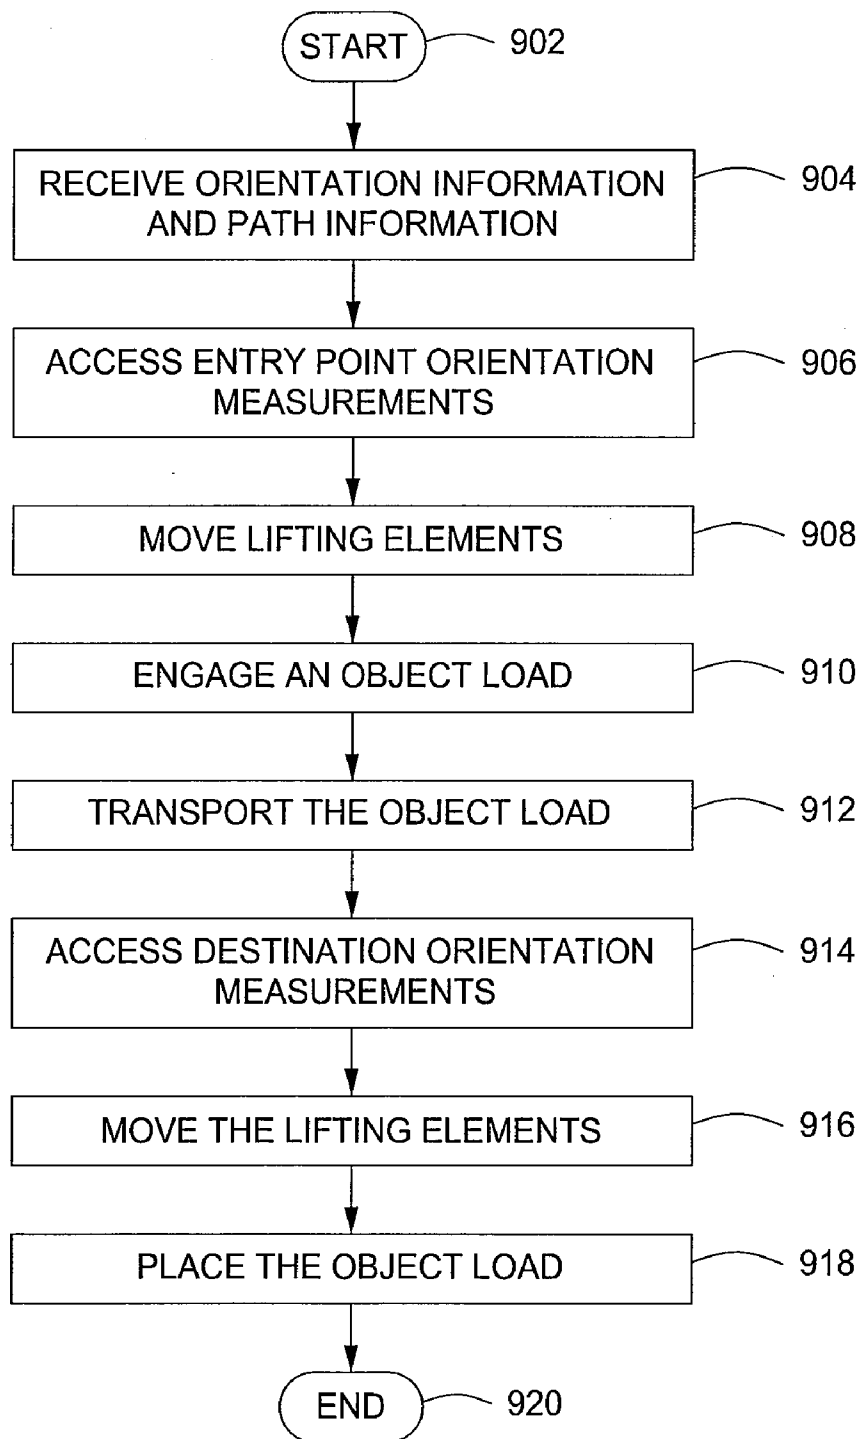 START
902
RECEIVE ORIENTATION INFORMATION
AND PATH INFORMATION
904
ACCESS ENTRY POINT ORIENTATION
MEASUREMENTS
906
MOVE LIFTING ELEMENTS
908
ENGAGE AN OBJECT LOAD
910
TRANSPORT THE OBJECT LOAD
912
ACCESS DESTINATION ORIENTATION
MEASUREMENTS
914
MOVE THE LIFTING ELEMENTS
916
PLACE THE OBJECT LOAD
918
END
920